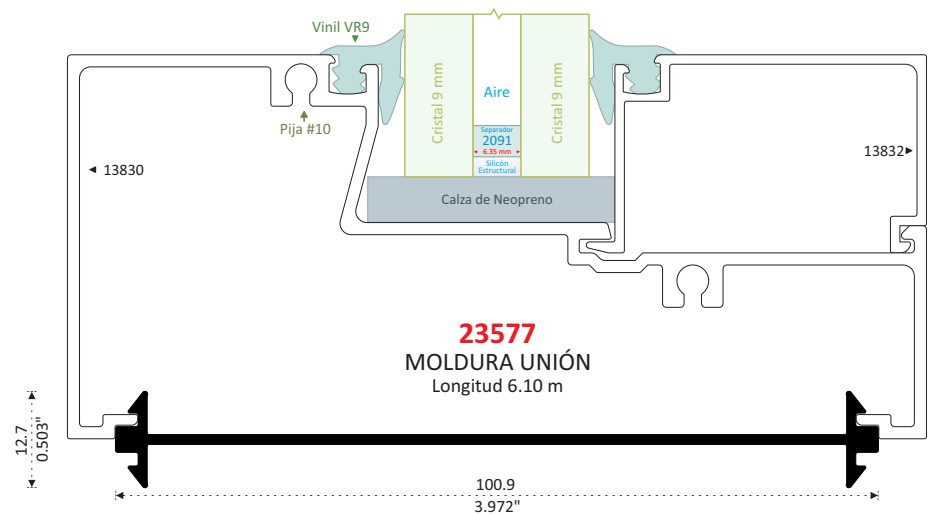 Vinil VR9
Cristal 9 mm
Aire
Cristal 9 mm
Pija #10
Separador
2091
6.35 mm
Silicón
Estructural
13830
13832
Calza de Neopreno
23577
MOLDURA UNIÓN
Longitud 6.10 m
12.7
0.503"
100.9
3.972"